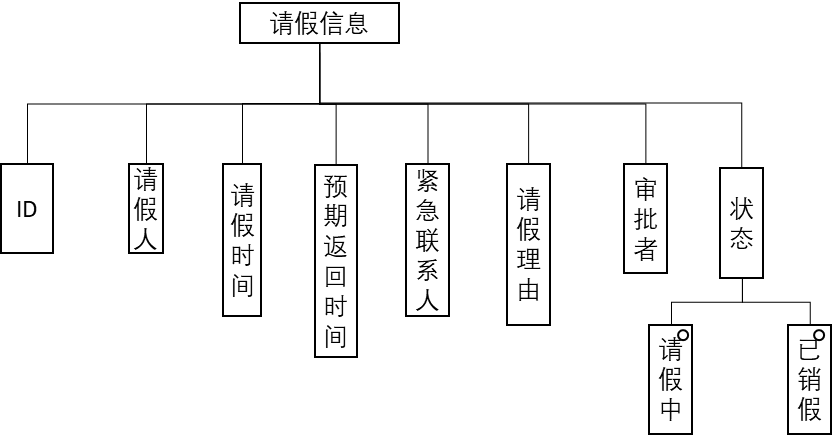 请假信息
ID
请假人
请假时间
预期返回时间
紧急联系人
请假理由
审批者
状态
请假中
已销假